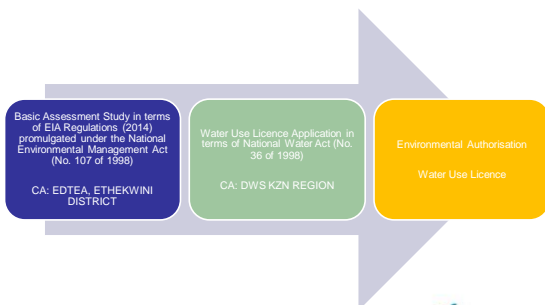 Basic Assessment Study in terms
of EIA Regulations (2014)
promulgated under the National
Environmental Management Act
(No. 107 of 1998)
CA: EDTEA, ETHEKWINI
DISTRICT
Water Use Licence Application in
terms of National Water Act (No.
36 of 1998)
CA: DWS KZN REGION
Environmental Authorisation
Water Use Licence